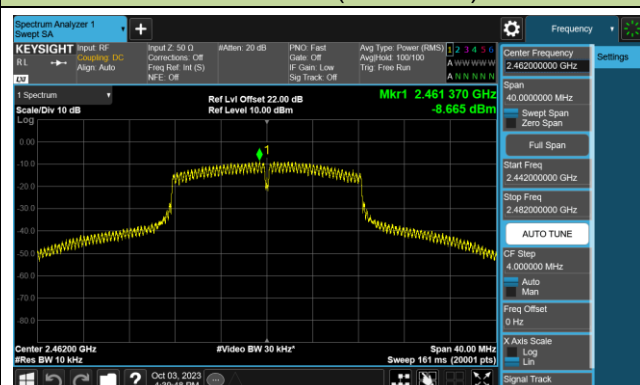 Spectrum Analyzer 1
Swept SA
Frequency
KEYSIGHT
RL
LXI
Input: RF
Coupling: DC
Align: Auto
Input Z: 50 Ω
Corrections: Off
Freq Ref: Int (S)
NFE: Off
#Atten: 20 dB
PNO: Fast
Gate: Off
IF Gain: Low
Sig Track: Off
Avg Type: Power (RMS)
Avg|Hold: 100/100
Trig: Free Run
1 2 3 4 5 6
A W W W W W
A N N N N N
1 Spectrum
Scale/Div 10 dB
Log
Ref Lvl Offset 22.00 dB
Ref Level 10.00 dBm
Mkr1 2.461 370 GHz
-8.665 dBm
1
0.00
-10.0
-20.0
-30.0
-40.0
-50.0
-60.0
-70.0
-80.0
Center 2.46200 GHz
#Res BW 10 kHz
#Video BW 30 kHz*
Span 40.00 MHz
Sweep 161 ms (20001 pts)
Center Frequency
2.462000000 GHz
Settings
Span
40.0000000 MHz
Swept Span
Zero Span
Full Span
Start Freq
2.442000000 GHz
Stop Freq
2.482000000 GHz
AUTO TUNE
CF Step
4.000000 MHz
Auto
Man
Freq Offset
0 Hz
X Axis Scale
Log
Lin
Signal Track
Oct 03, 2023